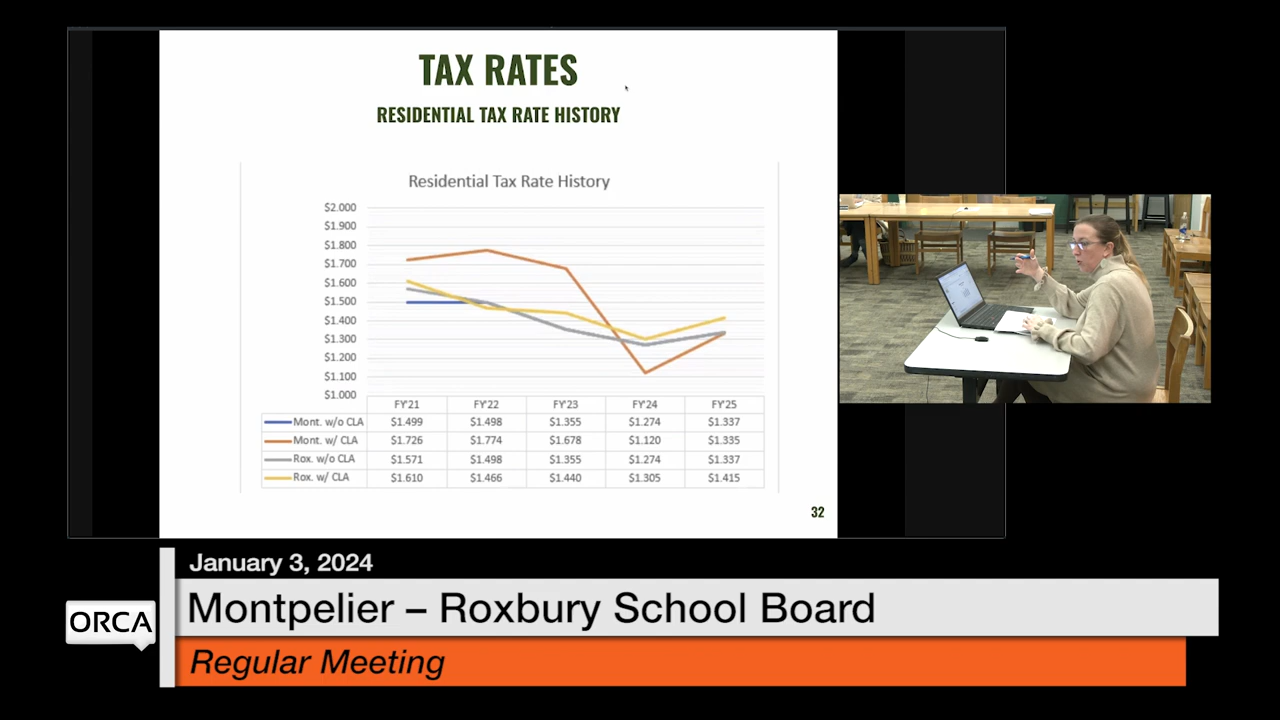 TAX RATES
RESIDENTIAL TAX RATE HISTORY
Residential Tax Rate History
$2.000
$1.900
$1.800
$1.700
$1.600
$1.500
$1.400
$1.300
$1.200
$1.100
$1.000
FY'21 FY'22 FY'23 FY'24 FY'25
Mont. w/o CLA $1.499 $1.498 $1.355 $1.274 $1.337
Mont. w/ CLA $1.726 $1.774 $1.678 $1.120 $1.335
Rox. w/o CLA $1.571 $1.498 $1.355 $1.274 $1.337
Rox. w/ CLA $1.610 $1.466 $1.440 $1.305 $1.415
32
January 3, 2024
ORCA
Montpelier – Roxbury School Board
Regular Meeting